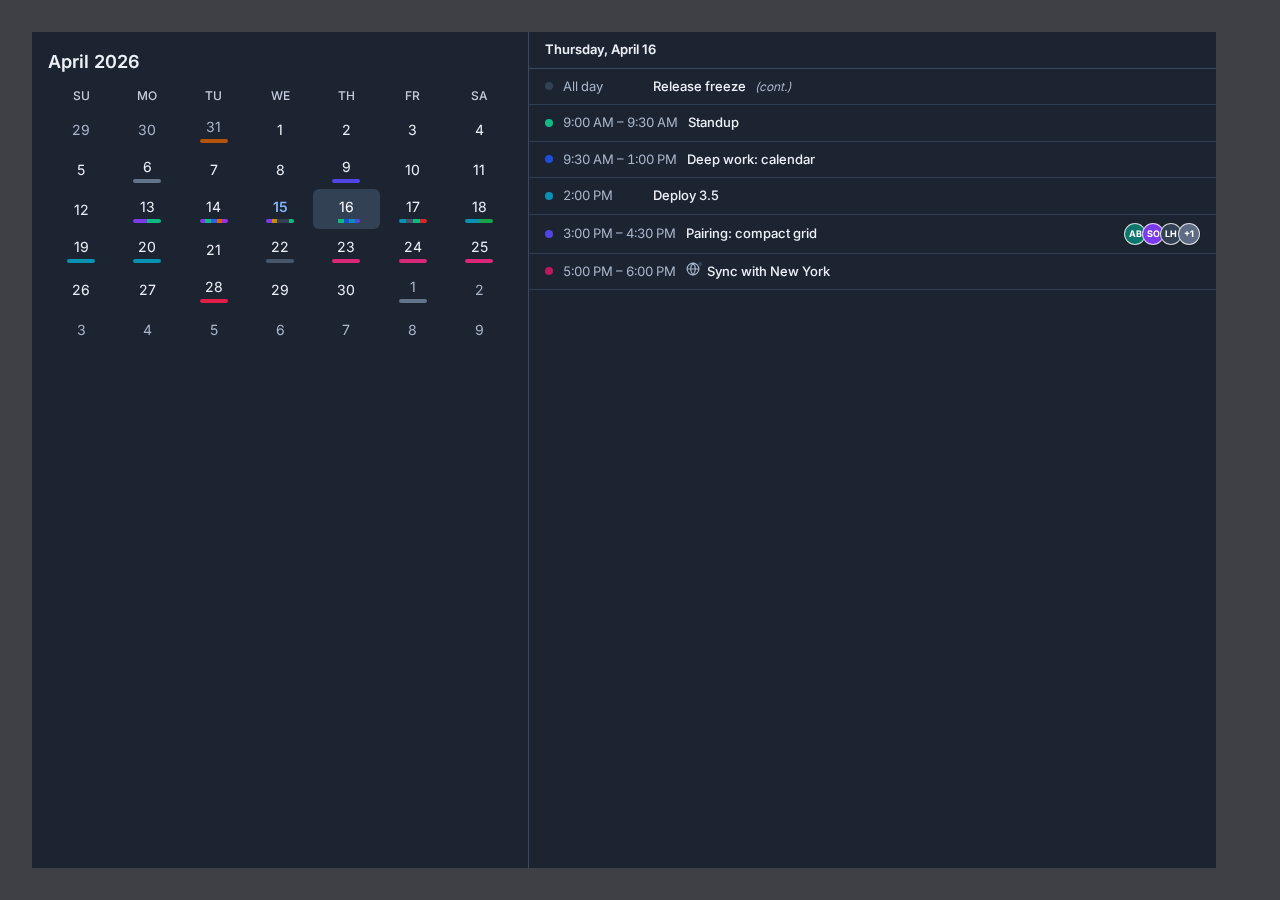 April 2026
SU MO TU WE TH FR SA
29 30 31 1 2 3 4
5 6 7 8 9 10 11
12 13 14 15 16 17 18
19 20 21 22 23 24 25
26 27 28 29 30 1 2
3 4 5 6 7 8 9
Thursday, April 16
All day Release freeze (cont.)
9:00 AM – 9:30 AM Standup
9:30 AM – 1:00 PM Deep work: calendar
2:00 PM Deploy 3.5
3:00 PM – 4:30 PM Pairing: compact grid AB SO LH +1
5:00 PM – 6:00 PM Sync with New York